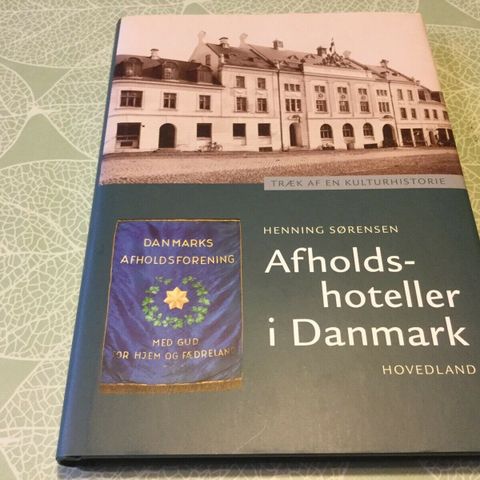 TRÆK AF EN KULTURHISTORIE
HENNING SØRENSEN
Afholds-
hoteller
i Danmark
HOVEDLAND
DANMARKS
AFHOLDSFORENING
MED GUD
FOR HJEM OG FÆDRELAND